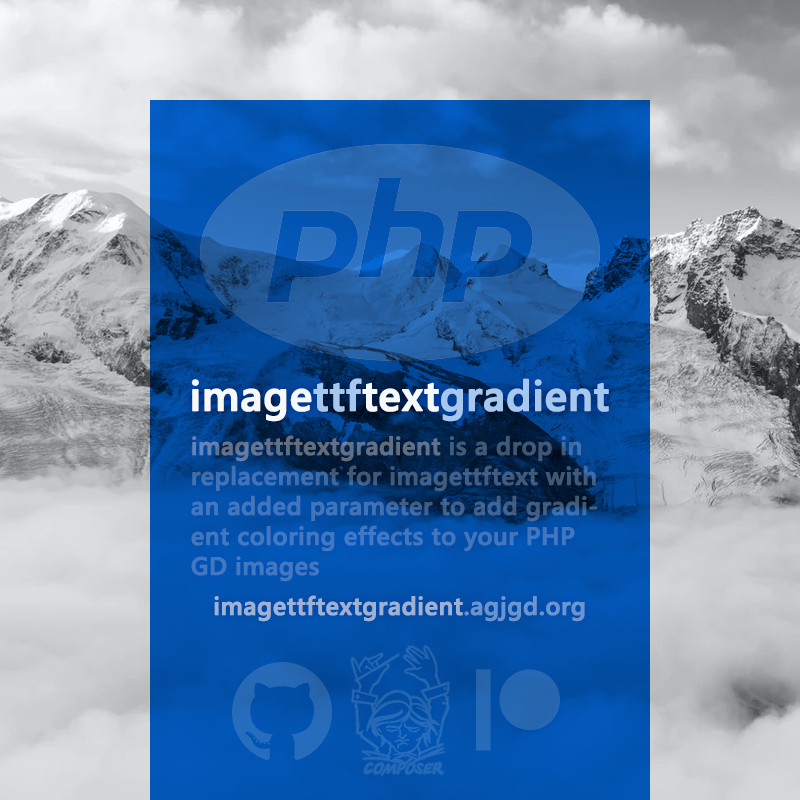 php
imagettftextgradient
imagettftextgradient is a drop in
replacement for imagettftext with
an added parameter to add gradi-
ent coloring effects to your PHP
GD images
imagettftextgradient.agjgd.org
COMPOSER